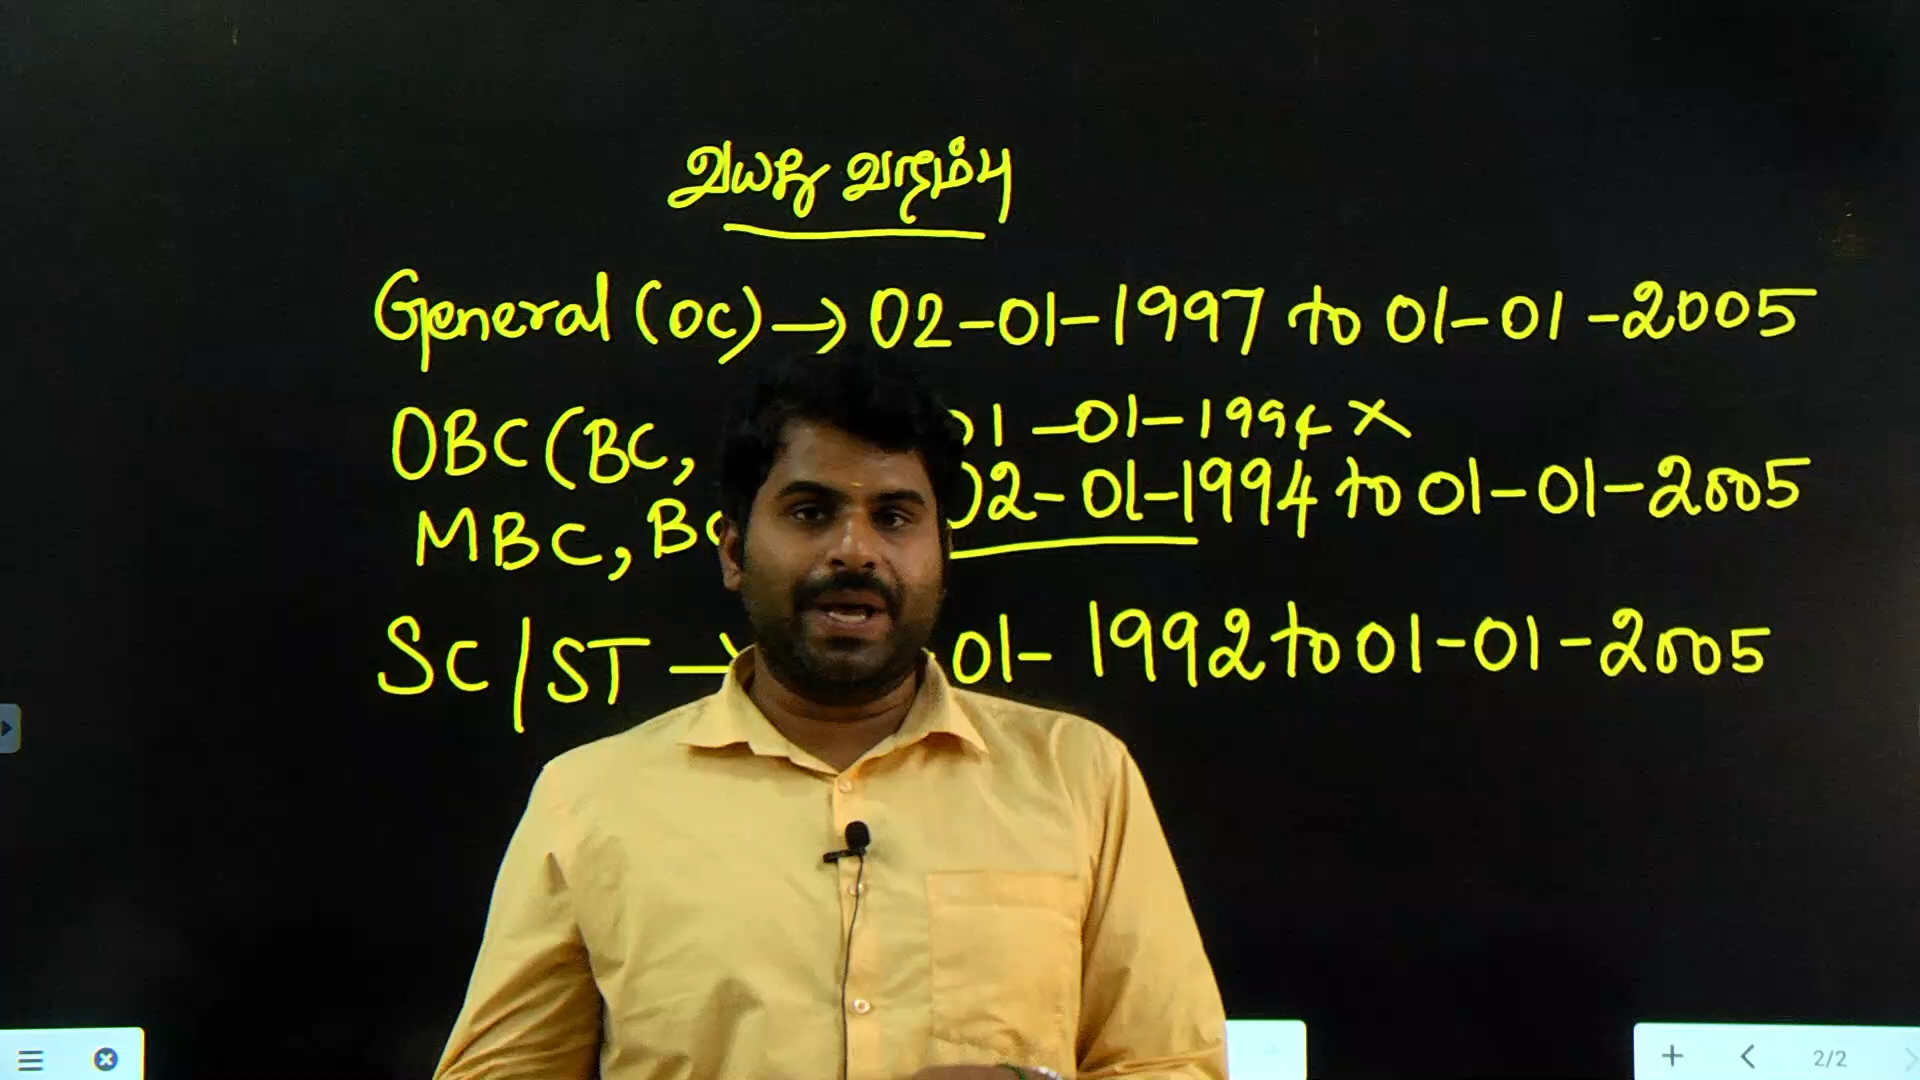 வயது வரம்பு
General (OC) → 02-01-1997 to 01-01-2005
01-01-1994 X
OBC (BC, 02-01-1994 to 01-01-2005
MBC, BC
SC/ST → 01-1992 to 01-01-2005
2/2